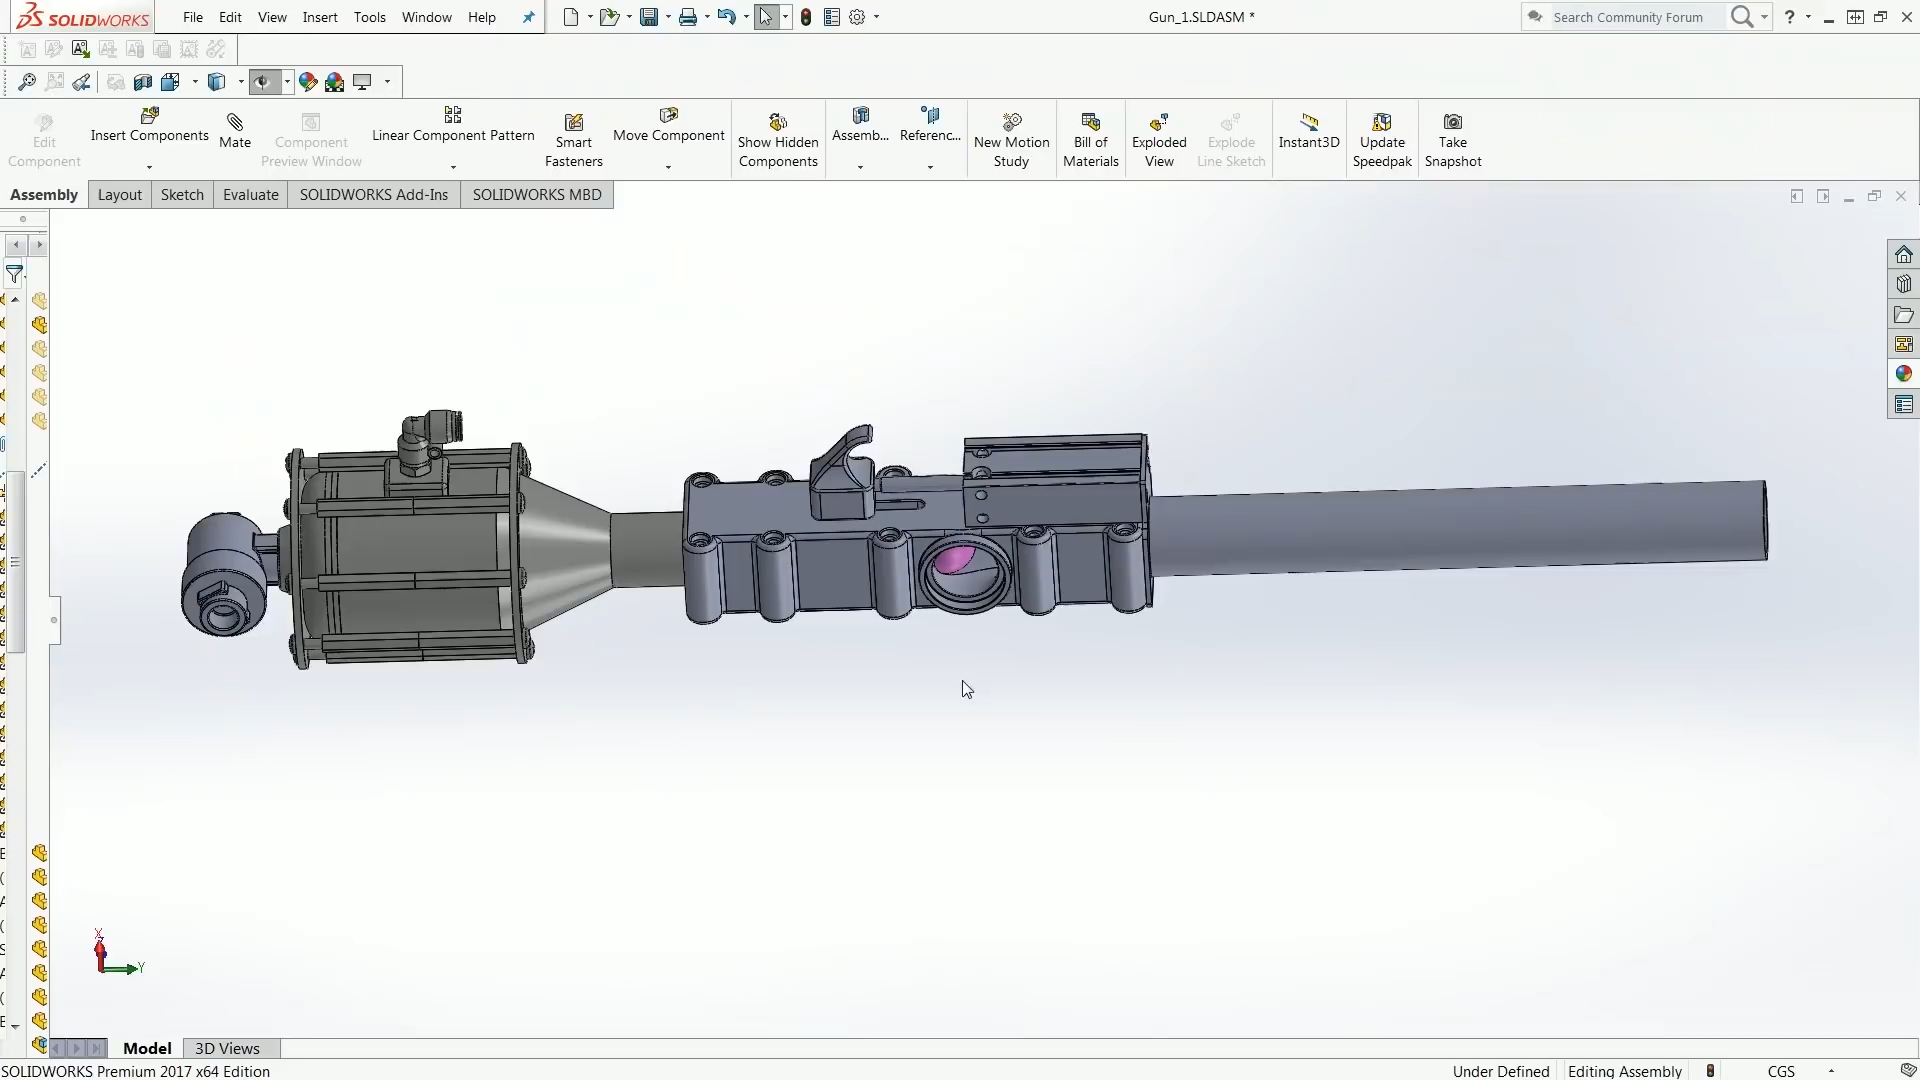 SOLIDWORKS
File Edit View Insert Tools Window Help
Gun_1.SLDASM *
Search Community Forum
?
Edit Component
Insert Components
Mate
Component Preview Window
Linear Component Pattern
Smart Fasteners
Move Component
Show Hidden Components
Assemb...
Referenc...
New Motion Study
Bill of Materials
Exploded View
Explode Line Sketch
Instant3D
Update Speedpak
Take Snapshot
Assembly Layout Sketch Evaluate SOLIDWORKS Add-Ins SOLIDWORKS MBD
X
Y
Model 3D Views
SOLIDWORKS Premium 2017 x64 Edition
Under Defined Editing Assembly CGS